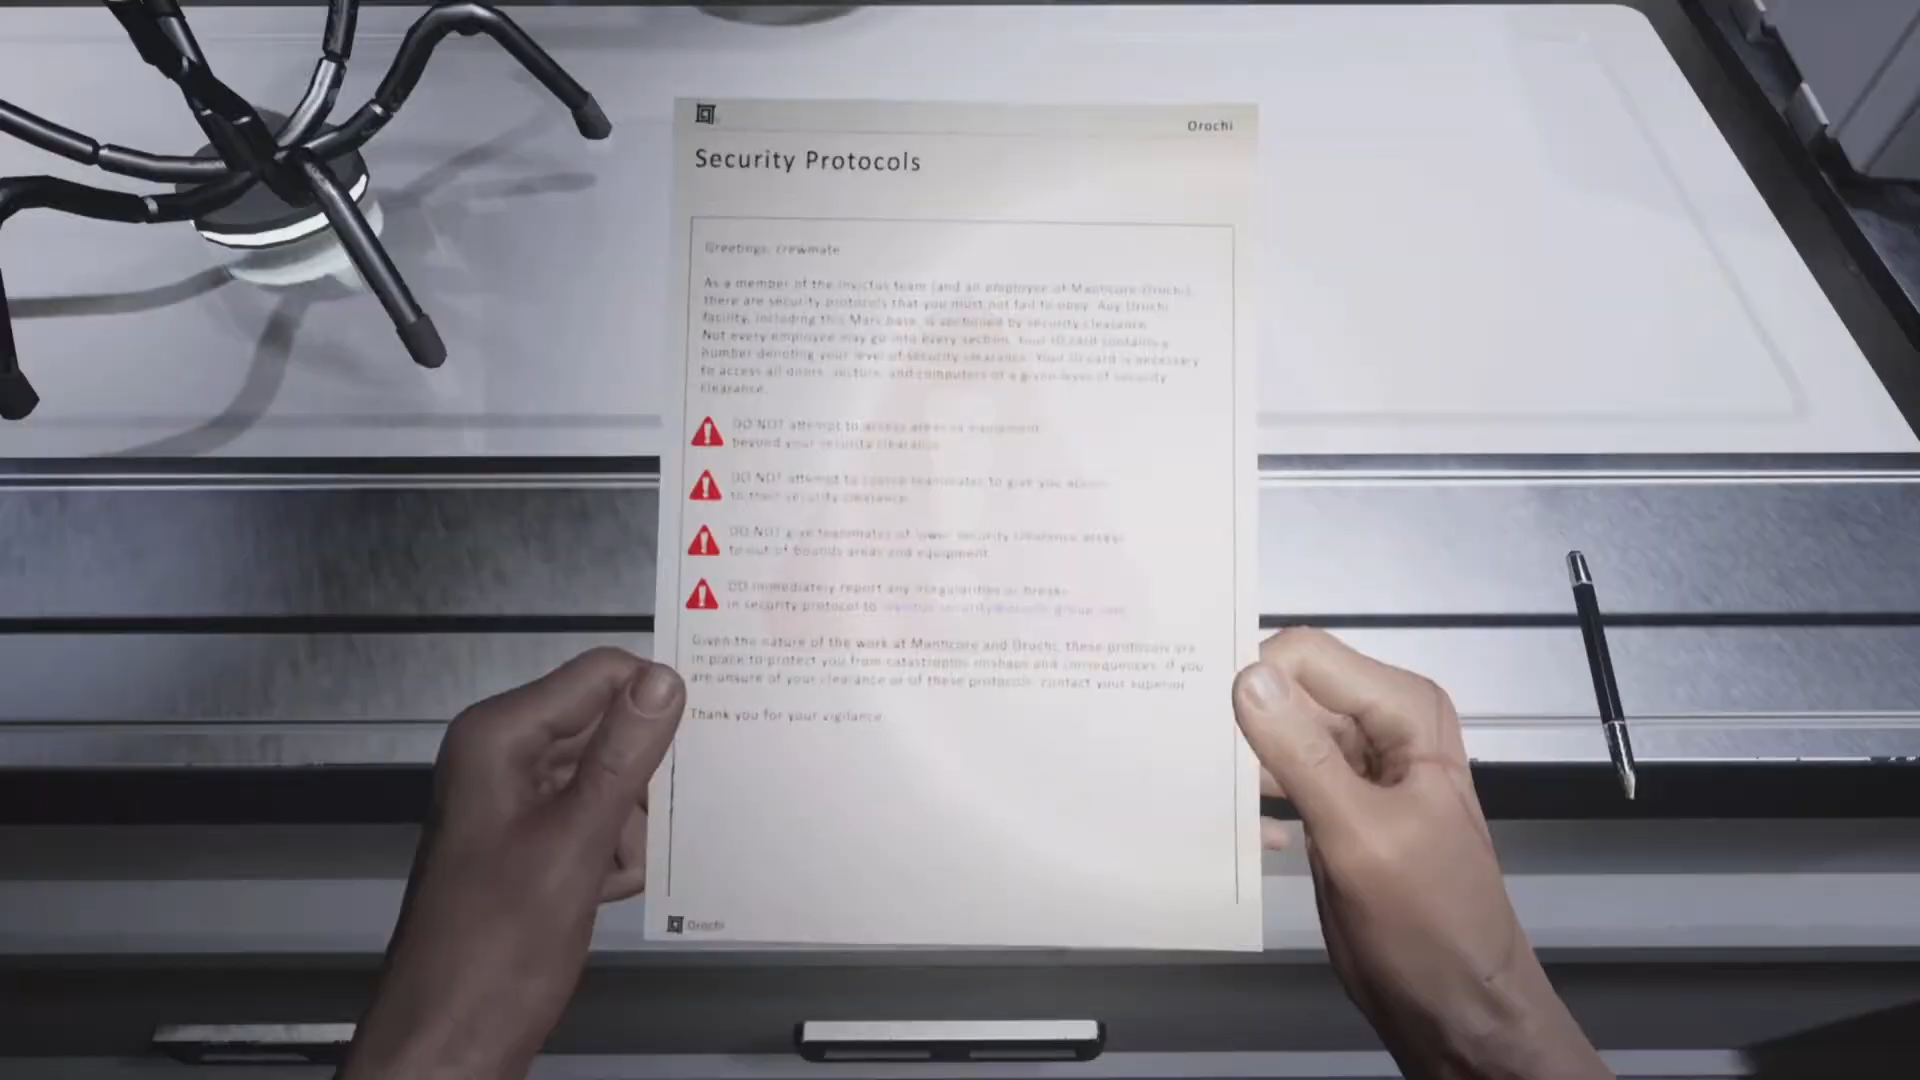 Orochi
Security Protocols
Greetings, crewmate
As a member of the Invictus team (and an employee of Manticore-Orochi),
there are security protocols that you must not fail to obey. Any Orochi
facility, including this Mars base, is sectioned by security clearance.
Not every employee may go into every section. Your ID card contains a
number denoting your level of security clearance. Your ID card is necessary
to access all doors, and computers of a given level of security
clearance.
DO NOT attempt to access areas or equipment
beyond your security clearance.
DO NOT attempt to coerce teammates to give you access
to their security clearance.
DO NOT give teammates of lower security clearance access
to out of bounds areas and equipment.
DO immediately report any irregularities or breaks
in security protocol to
Given the nature of the work at Manticore and Orochi, these protocols are
in place to protect you from catastrophic mishaps and consequences. If you
are unsure of your clearance or of these protocols, contact your superior.
Thank you for your vigilance.
Orochi